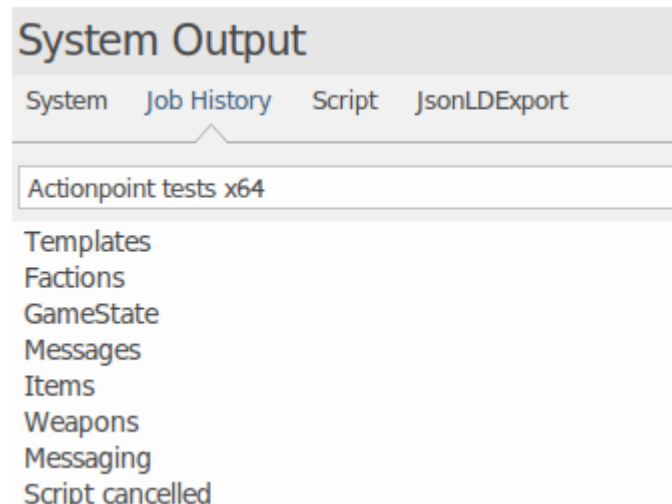 System Output
System Job History Script JsonLDExport
Actionpoint tests x64
Templates
Factions
GameState
Messages
Items
Weapons
Messaging
Script cancelled